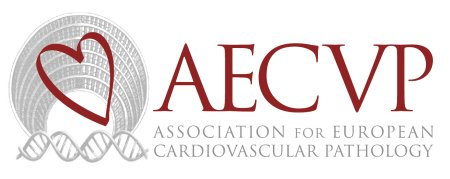 AECVP
ASSOCIATION FOR EUROPEAN
CARDIOVASCULAR PATHOLOGY